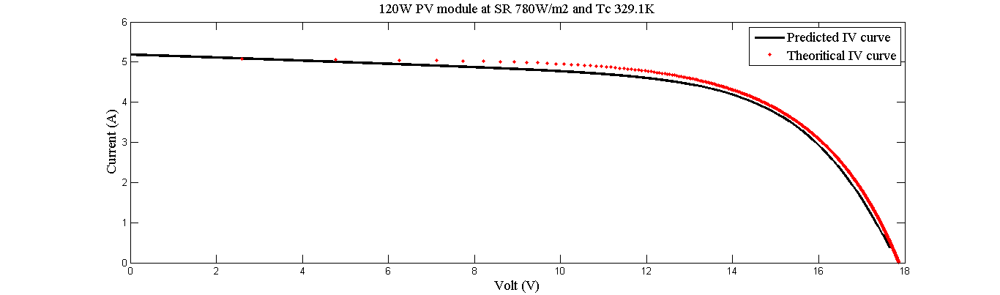 120W PV module at SR 780W/m2 and Tc 329.1K
6
5
4
3
2
1
0
Current (A)
Predicted IV curve
Theoritical IV curve
0 2 4 6 8 10 12 14 16 18
Volt (V)